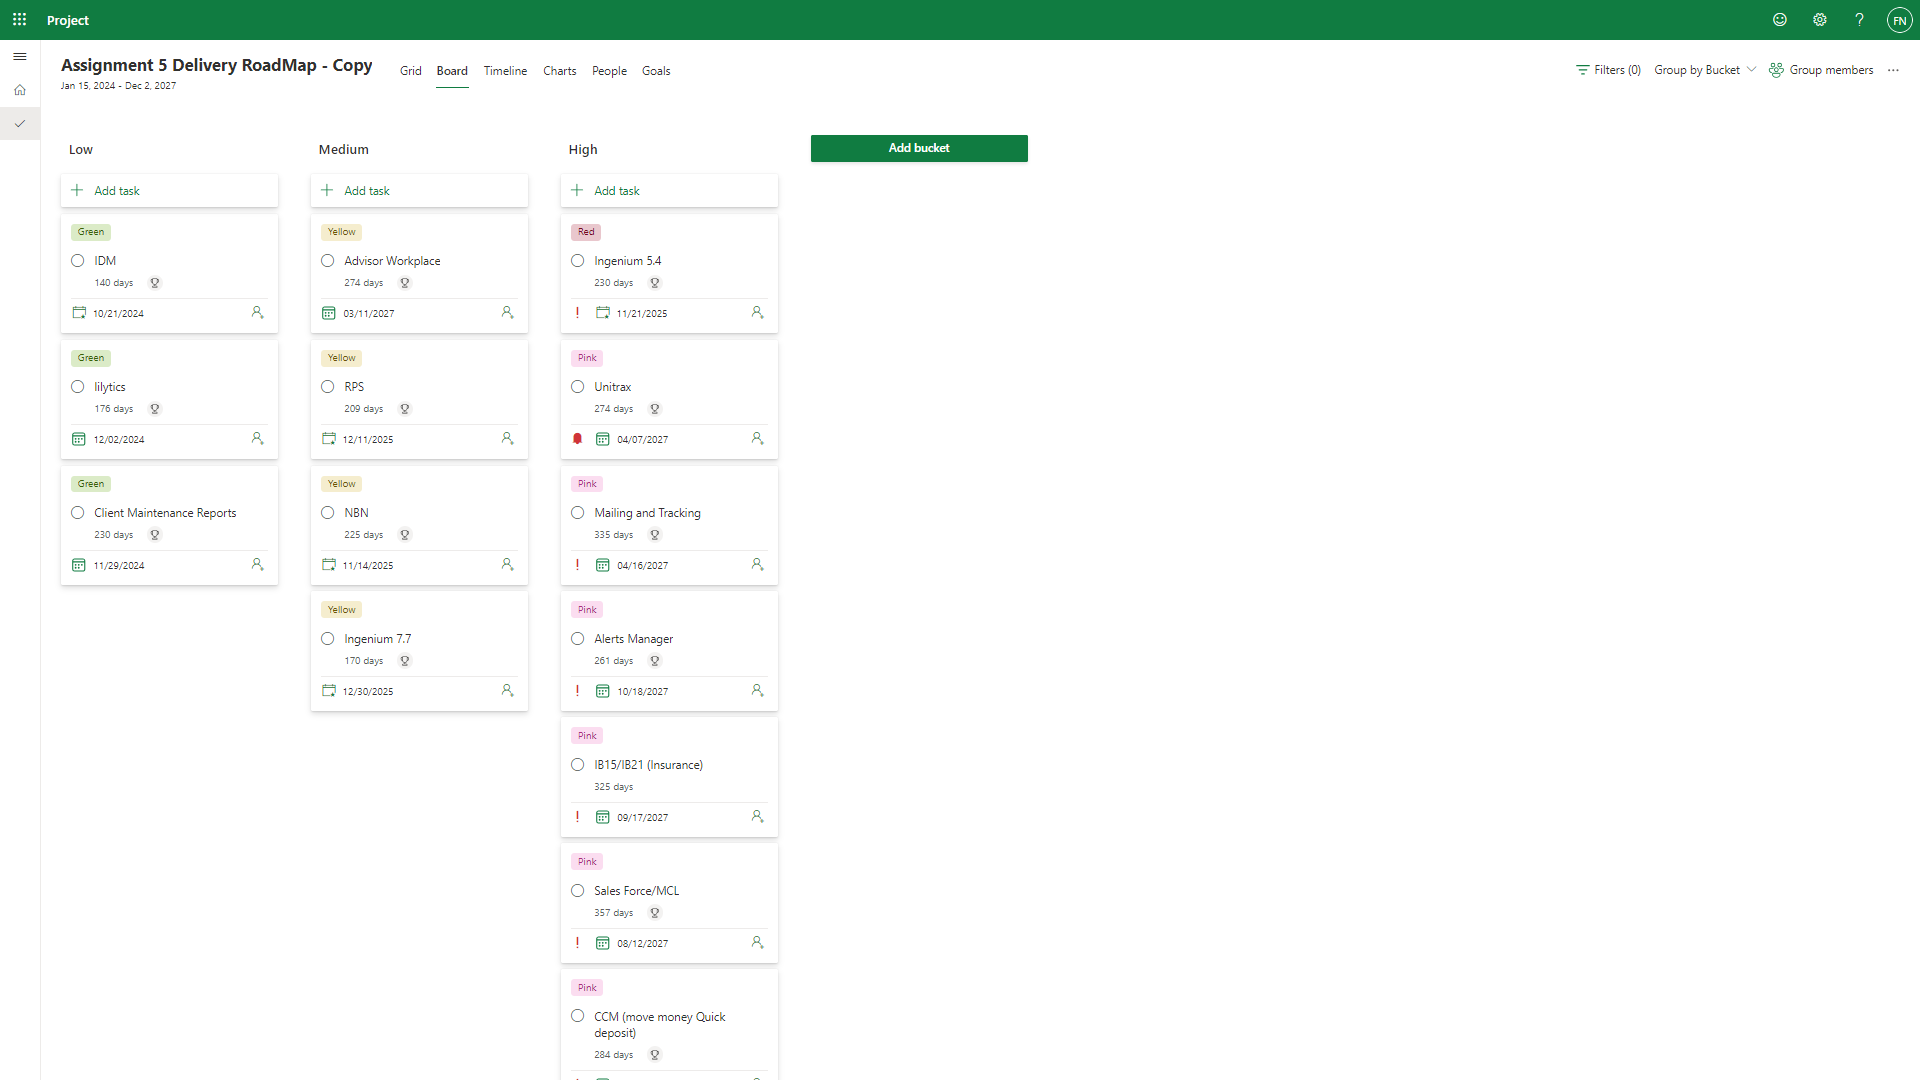 Project
FN
Assignment 5 Delivery RoadMap - Copy
Jan 15, 2024 - Dec 2, 2027
Grid
Board
Timeline
Charts
People
Goals
Filters (0)
Group by Bucket
Group members
Low
Add task
Green
IDM
140 days
10/21/2024
Green
lilytics
176 days
12/02/2024
Green
Client Maintenance Reports
230 days
11/29/2024
Medium
Add task
Yellow
Advisor Workplace
274 days
03/11/2027
Yellow
RPS
209 days
12/11/2025
Yellow
NBN
225 days
11/14/2025
Yellow
Ingenium 7.7
170 days
12/30/2025
High
Add task
Red
Ingenium 5.4
230 days
11/21/2025
Pink
Unitrax
274 days
04/07/2027
Pink
Mailing and Tracking
335 days
04/16/2027
Pink
Alerts Manager
261 days
10/18/2027
Pink
IB15/IB21 (Insurance)
325 days
09/17/2027
Pink
Sales Force/MCL
357 days
08/12/2027
Pink
CCM (move money Quick
deposit)
284 days
Add bucket